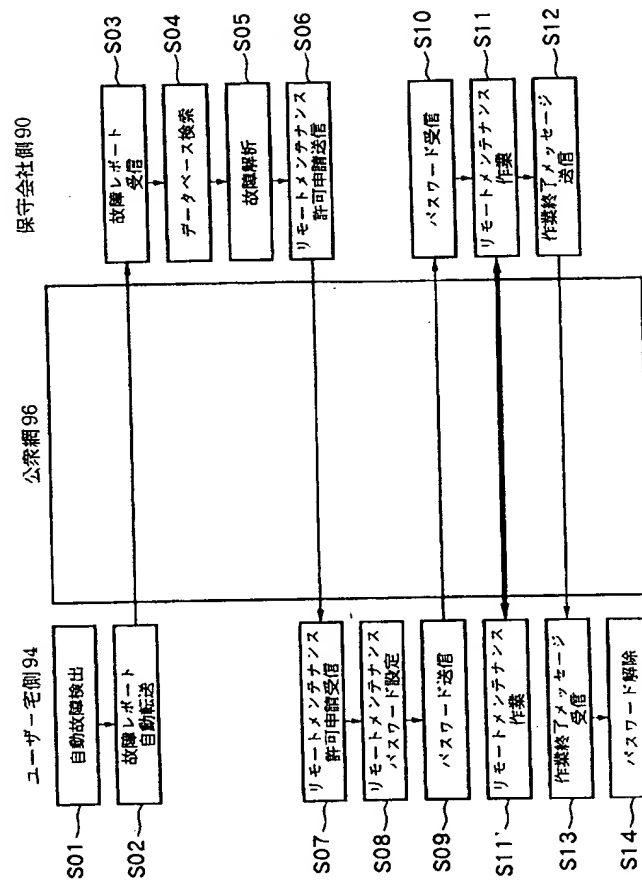 ユーザー宅側94
公衆網96
保守会社側90
S01
自動故障検出
S02
故障レポート
自動転送
S03
故障レポート
受信
S04
データベース検索
S05
故障解析
S06
リモートメンテナンス
許可申請送信
S07
リモートメンテナンス
許可申請受信
S08
リモートメンテナンス
パスワード設定
S09
パスワード送信
S10
パスワード受信
S11'
リモートメンテナンス
作業
S11
リモートメンテナンス
作業
S12
作業終了メッセージ
送信
S13
作業終了メッセージ
受信
S14
パスワード解除